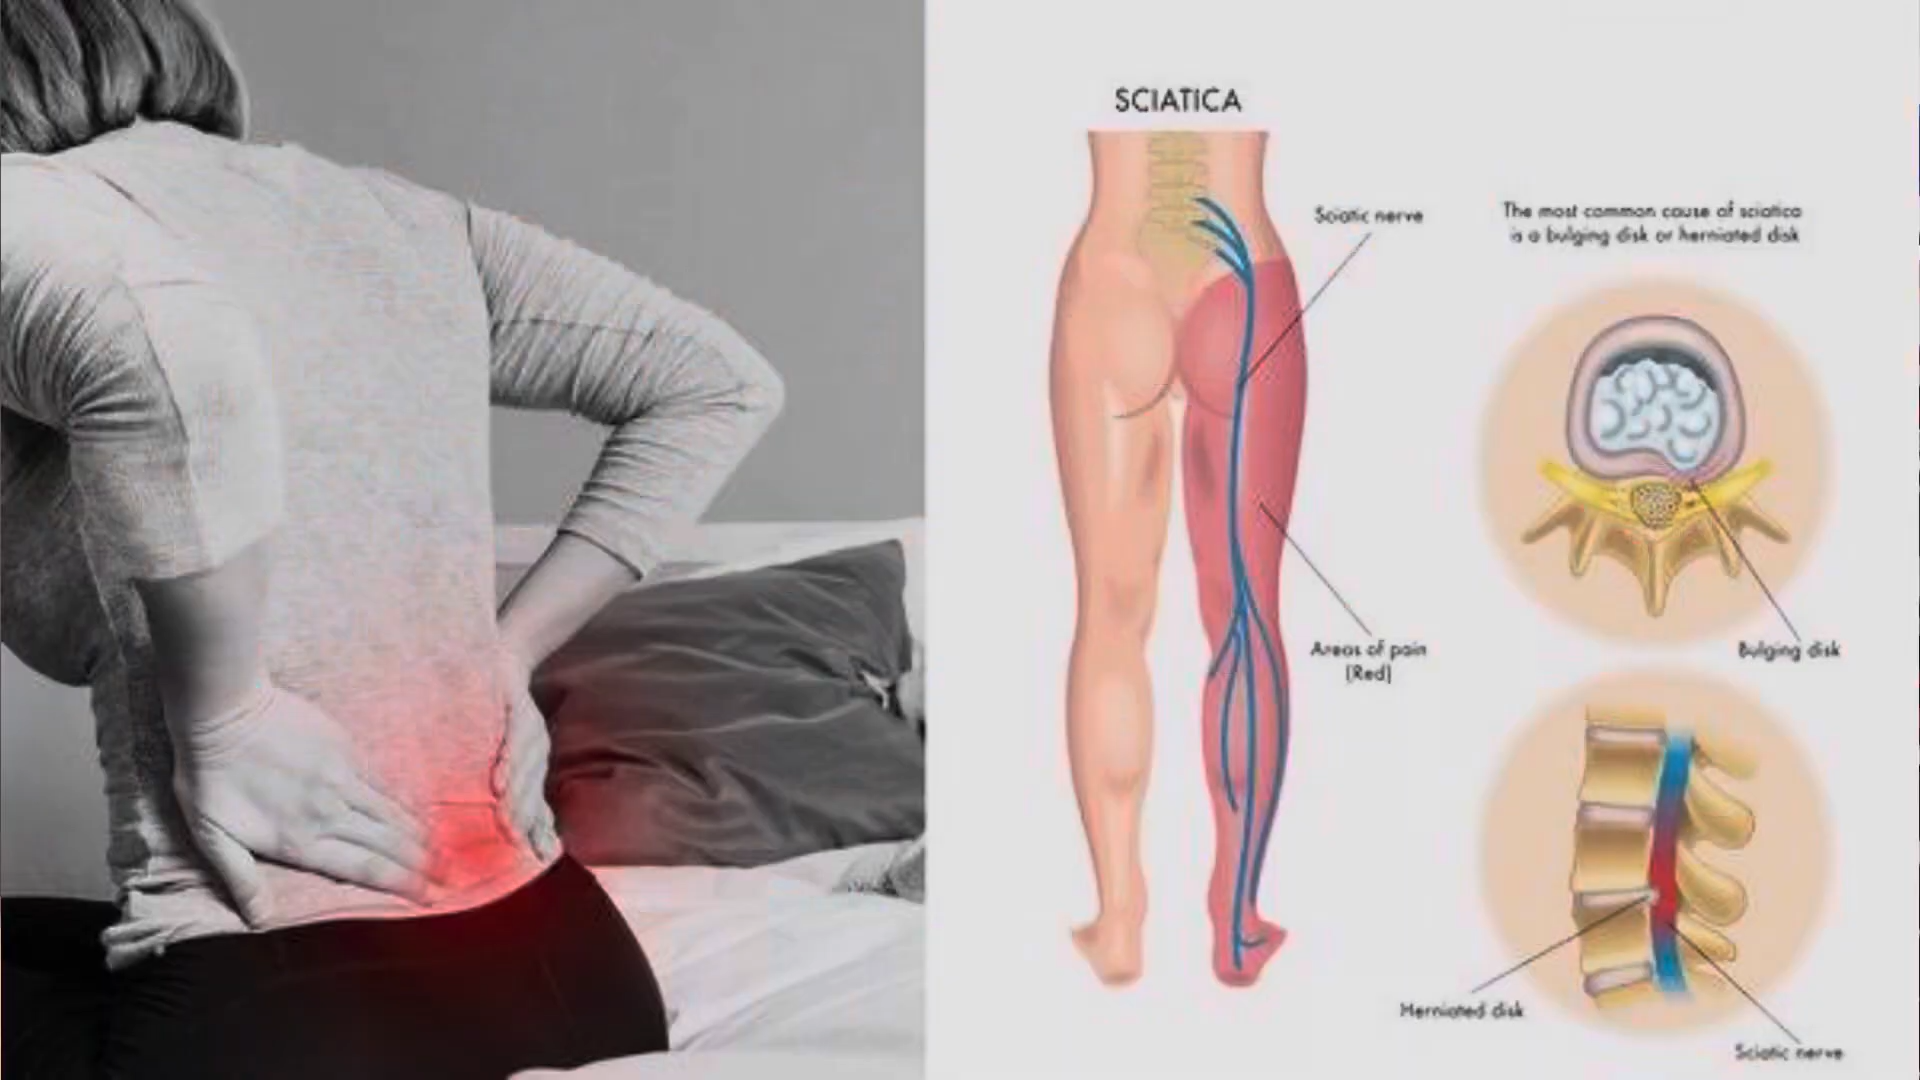 SCIATICA
Sciatic nerve
The most common cause of sciatica
is a bulging disk or herniated disk
Areas of pain
(Red)
Bulging disk
Herniated disk
Sciatic nerve